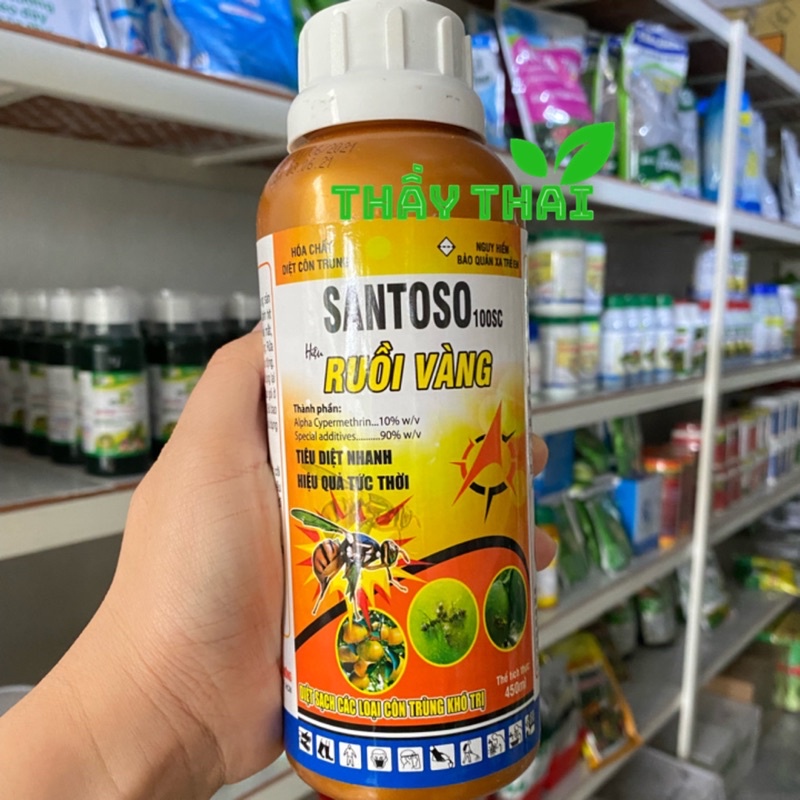 THẦY THAI
HÓA CHẤT
DIỆT CÔN TRÙNG
NGUY HIỂM
BẢO QUẢN XA TRẺ EM
SANTOSO 100SC
Hiệu
RUỒI VÀNG
Thành phần:
Alpha Cypermethrin...10% w/v
Special additives..........90% w/v
TIÊU DIỆT NHANH
HIỆU QUẢ TỨC THỜI
Thể tích thực:
450ml
DIỆT SẠCH CÁC LOẠI CÔN TRÙNG KHÓ TRỊ